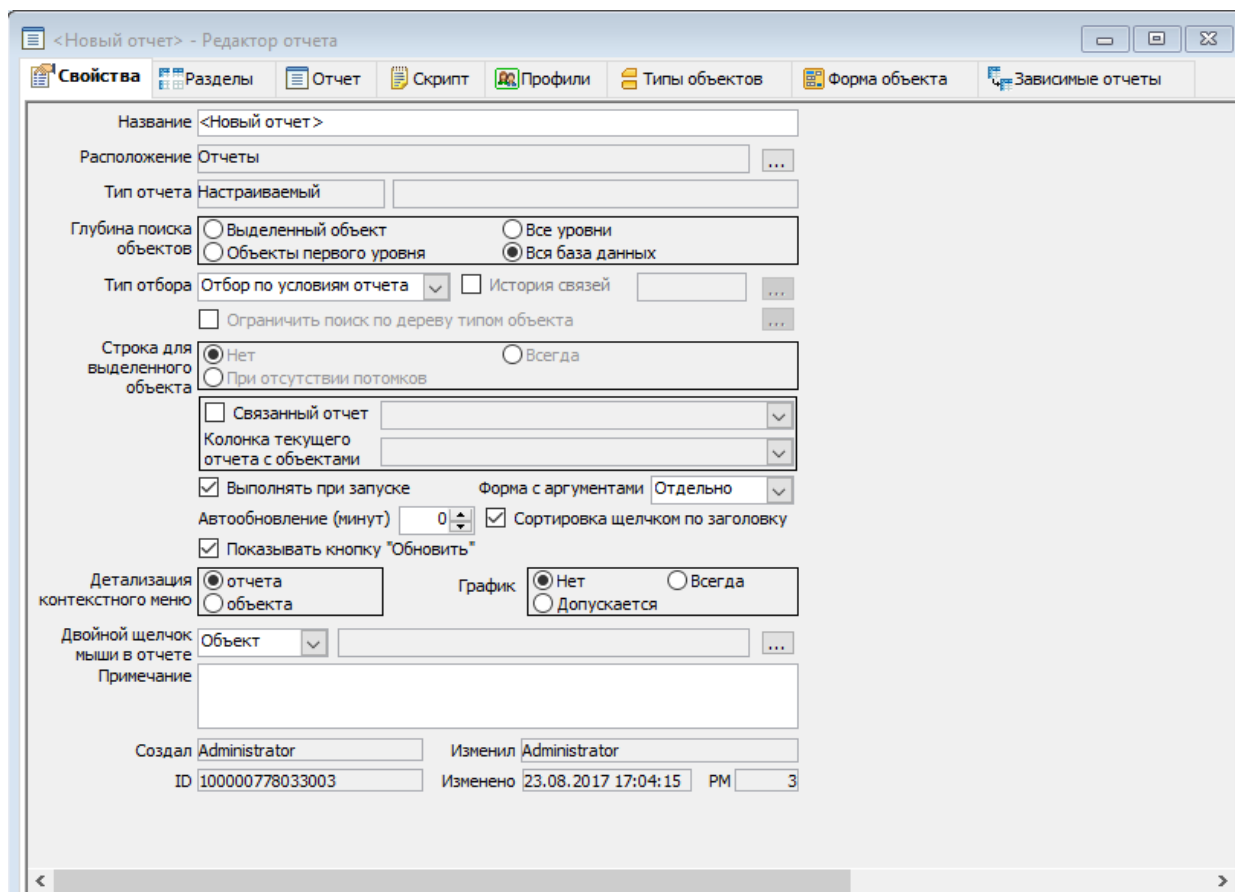 <Новый отчет> - Редактор отчета
Свойства Разделы Отчет Скрипт Профили Типы объектов Форма объекта Зависимые отчеты
Название <Новый отчет>
Расположение Отчеты ...
Тип отчета Настраиваемый
Глубина поиска объектов
Выделенный объект Все уровни
Объекты первого уровня Вся база данных
Тип отбора Отбор по условиям отчета История связей ...
Ограничить поиск по дереву типом объекта ...
Строка для выделенного объекта
Нет Всегда
При отсутствии потомков
Связанный отчет
Колонка текущего
отчета с объектами
Выполнять при запуске Форма с аргументами Отдельно
Автообновление (минут) 0 Сортировка щелчком по заголовку
Показывать кнопку "Обновить"
Детализация контекстного меню
отчета
объекта
График
Нет Всегда
Допускается
Двойной щелчок
мыши в отчете
Объект ...
Примечание
Создал Administrator Изменил Administrator
ID 100000778033003 Изменено 23.08.2017 17:04:15 РМ 3